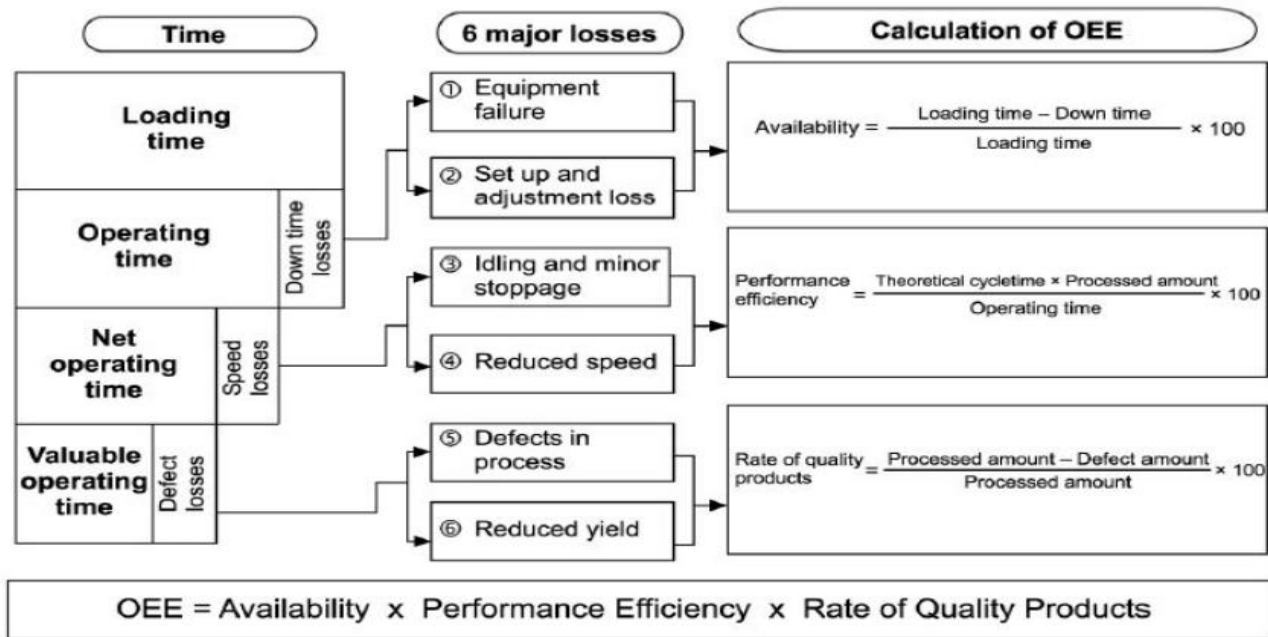 Time
6 major losses
Calculation of OEE
Loading
time
Operating
time
Down time
losses
Net
operating
time
Speed
losses
Valuable
operating
time
Defect
losses
① Equipment
failure
② Set up and
adjustment loss
③ Idling and minor
stoppage
④ Reduced speed
⑤ Defects in
process
⑥ Reduced yield
Availability = Loading time – Down time / Loading time × 100
Performance
efficiency = Theoretical cycletime × Processed amount / Operating time × 100
Rate of quality
products = Processed amount – Defect amount / Processed amount × 100
OEE = Availability x Performance Efficiency x Rate of Quality Products